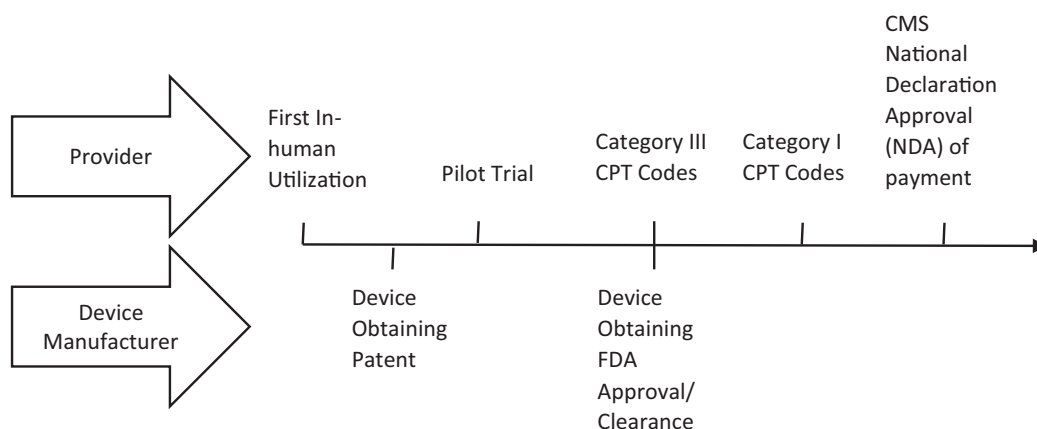 Provider
First In-
human
Utilization
Pilot Trial
Category III
CPT Codes
Category I
CPT Codes
CMS
National
Declaration
Approval
(NDA) of
payment
Device
Manufacturer
Device
Obtaining
Patent
Device
Obtaining
FDA
Approval/
Clearance